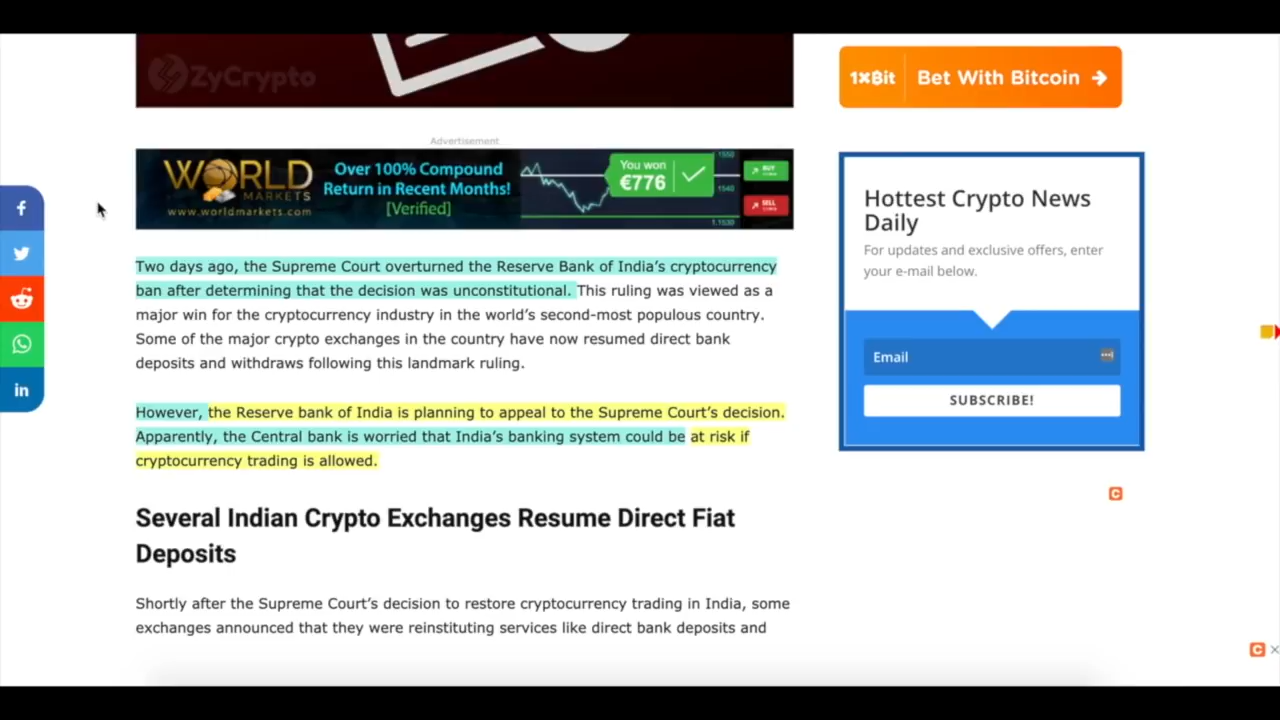 ZyCrypto
1xBit
Bet With Bitcoin
Advertisement
WORLD
MARKETS
www.worldmarkets.com
Over 100% Compound
Return in Recent Months!
[Verified]
You won
€776
1550
1540
1.1530
BUY
SELL
Two days ago, the Supreme Court overturned the Reserve Bank of India's cryptocurrency
ban after determining that the decision was unconstitutional. This ruling was viewed as a
major win for the cryptocurrency industry in the world's second-most populous country.
Some of the major crypto exchanges in the country have now resumed direct bank
deposits and withdraws following this landmark ruling.
However, the Reserve bank of India is planning to appeal to the Supreme Court's decision.
Apparently, the Central bank is worried that India's banking system could be at risk if
cryptocurrency trading is allowed.
Several Indian Crypto Exchanges Resume Direct Fiat
Deposits
Shortly after the Supreme Court's decision to restore cryptocurrency trading in India, some
exchanges announced that they were reinstituting services like direct bank deposits and
Hottest Crypto News
Daily
For updates and exclusive offers, enter
your e-mail below.
Email
SUBSCRIBE!